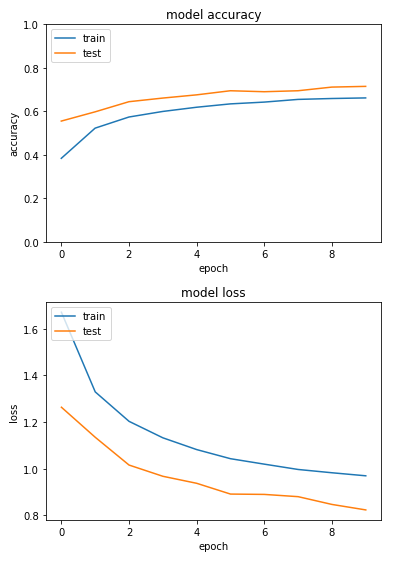 model accuracy
train
test
1.0
0.8
0.6
0.4
0.2
0.0
accuracy
0 2 4 6 8
epoch
model loss
train
test
1.6
1.4
1.2
1.0
0.8
loss
0 2 4 6 8
epoch